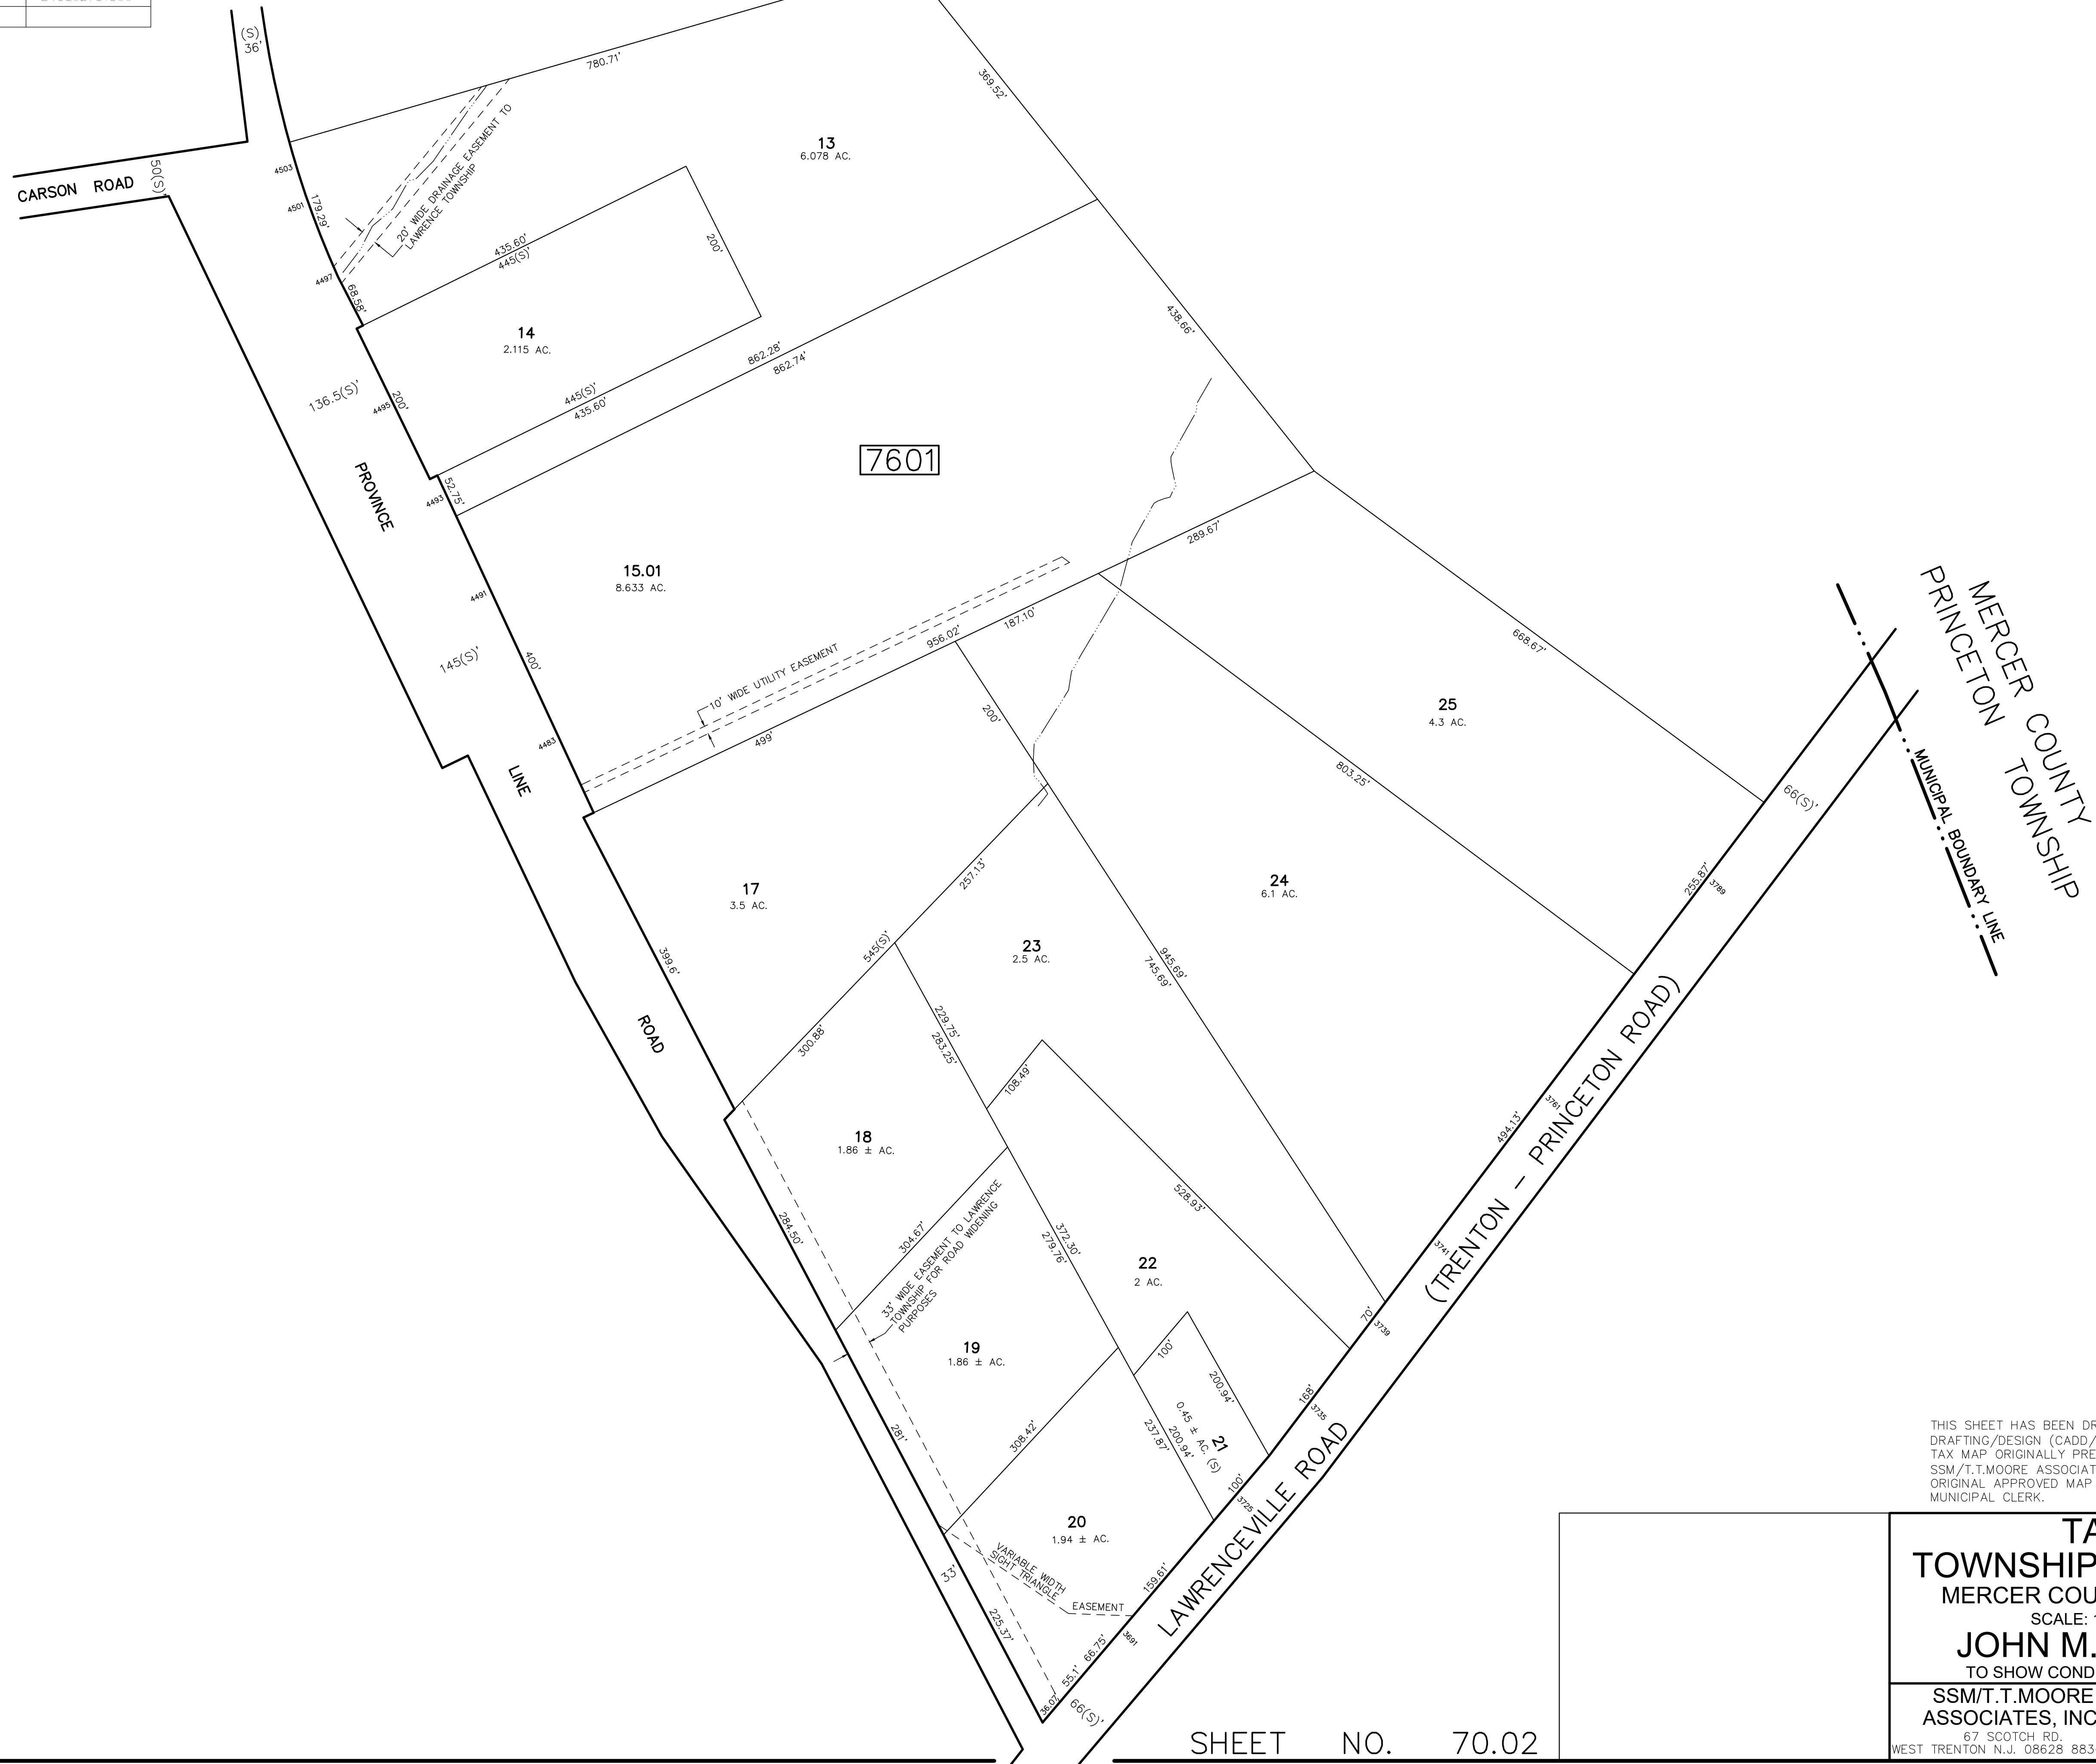 (S)
36'
780.71'
369.52'
CARSON ROAD
50(S)'
4503
4501
179.29'
4497
68.58'
20' WIDE DRAINAGE EASEMENT TO
LAWRENCE TOWNSHIP
13
6.078 AC.
435.60'
445(S)'
200'
14
2.115 AC.
445(S)'
435.60'
862.28'
862.74'
438.66'
136.5(S)'
4495
200'
4493
52.75'
PROVINCE
7601
15.01
8.633 AC.
4491
145(S)'
400'
4483
10' WIDE UTILITY EASEMENT
499'
956.02'
187.10'
289.67'
668.67'
LINE
200'
25
4.3 AC.
803.25'
66(S)'
MERCER COUNTY
PRINCETON TOWNSHIP
MUNICIPAL BOUNDARY LINE
255.87'
3789
17
3.5 AC.
257.13'
545(S)'
399.6'
23
2.5 AC.
24
6.1 AC.
945.69'
745.69'
ROAD
300.88'
229.75'
283.25'
108.49'
18
1.86 ± AC.
528.93'
494.13'
3761
3741
(TRENTON - PRINCETON ROAD)
284.50'
304.67'
33' WIDE EASEMENT TO LAWRENCE
TOWNSHIP FOR ROAD WIDENING
PURPOSES
372.30'
279.76'
22
2 AC.
70'
3739
19
1.86 ± AC.
100'
200.94'
168'
3735
281'
308.42'
237.87'
200.94'
0.45 ± AC. (S)
21
100'
3725
20
1.94 ± AC.
VARIABLE WIDTH
SIGHT TRIANGLE
EASEMENT
33'
225.37'
159.61'
LAWRENCEVILLE ROAD
66.75'
3691
55.1'
36.07'
66(S)'
SHEET NO. 70.02
THIS SHEET HAS BEEN DR
DRAFTING/DESIGN (CADD/
TAX MAP ORIGINALLY PRE
SSM/T.T.MOORE ASSOCIAT
ORIGINAL APPROVED MAP
MUNICIPAL CLERK.
TA
TOWNSHIP
MERCER COU
SCALE: 1
JOHN M.
TO SHOW COND
SSM/T.T.MOORE
ASSOCIATES, INC
67 SCOTCH RD.
WEST TRENTON N.J. 08628 883